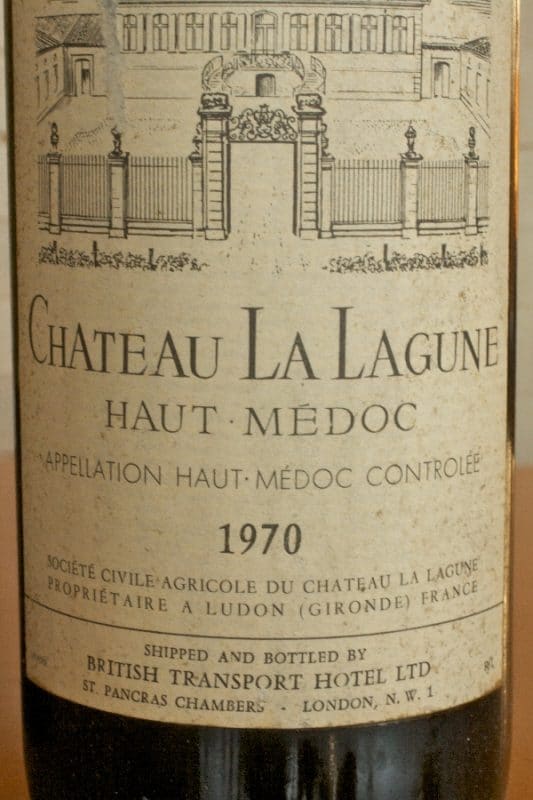 CHATEAU LA LAGUNE
HAUT·MÉDOC
APPELLATION HAUT·MÉDOC CONTROLÉE
1970
SOCIÉTÉ CIVILE AGRICOLE DU CHATEAU LA LAGUNE
PROPRIÉTAIRE A LUDON (GIRONDE) FRANCE
SHIPPED AND BOTTLED BY
BRITISH TRANSPORT HOTEL LTD
ST. PANCRAS CHAMBERS - LONDON, N. W. 1